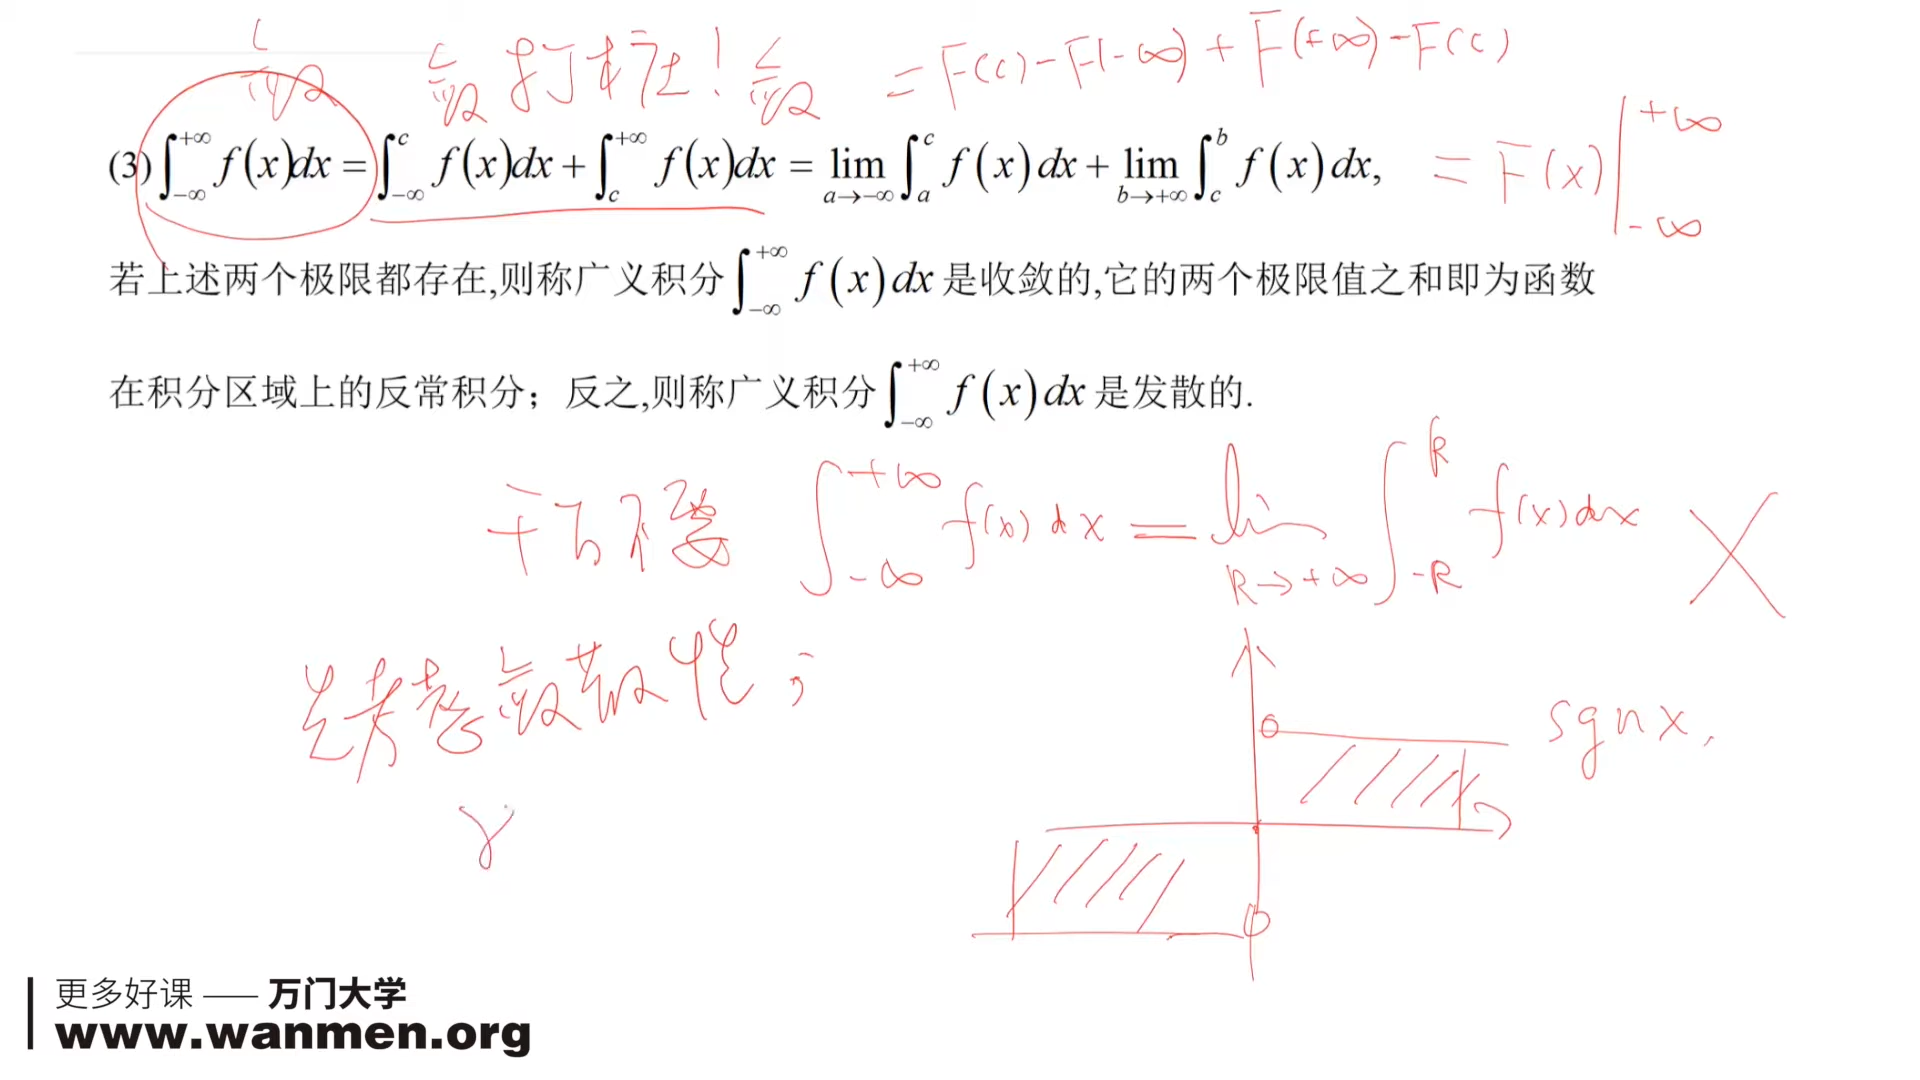 敛 敛 打桩！ 敛 = F(c) - F(-∞) + F(+∞) - F(c)
(3) ∫_{-∞}^{+∞} f(x)dx = ∫_{-∞}^{c} f(x)dx + ∫_{c}^{+∞} f(x)dx = lim_{a→-∞} ∫_{a}^{c} f(x)dx + lim_{b→+∞} ∫_{c}^{b} f(x)dx, = F(x)|_{-∞}^{+∞}
若上述两个极限都存在,则称广义积分 ∫_{-∞}^{+∞} f(x)dx 是收敛的,它的两个极限值之和即为函数
在积分区域上的反常积分；反之,则称广义积分 ∫_{-∞}^{+∞} f(x)dx 是发散的.
千万不要 ∫_{-∞}^{+∞} f(x)dx = lim_{R→+∞} ∫_{-R}^{R} f(x)dx X
先考虑敛散性；
sgn x,
更多好课 —— 万门大学
www.wanmen.org